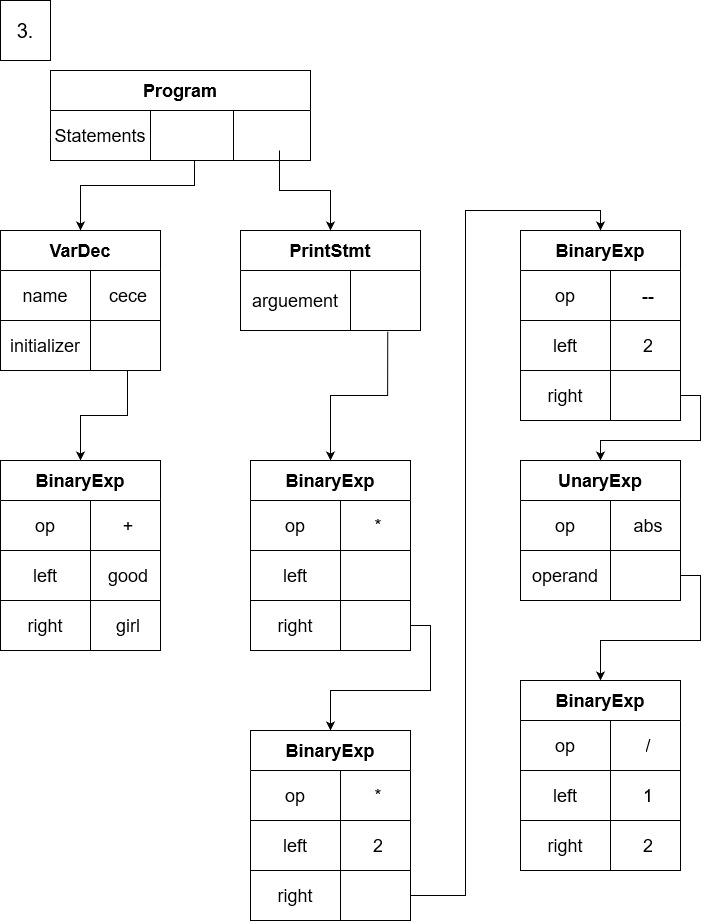 3.
Program
Statements
VarDec
name cece
initializer
BinaryExp
op +
left good
right girl
PrintStmt
arguement
BinaryExp
op *
left
right
BinaryExp
op *
left 2
right
BinaryExp
op --
left 2
right
UnaryExp
op abs
operand
BinaryExp
op /
left 1
right 2